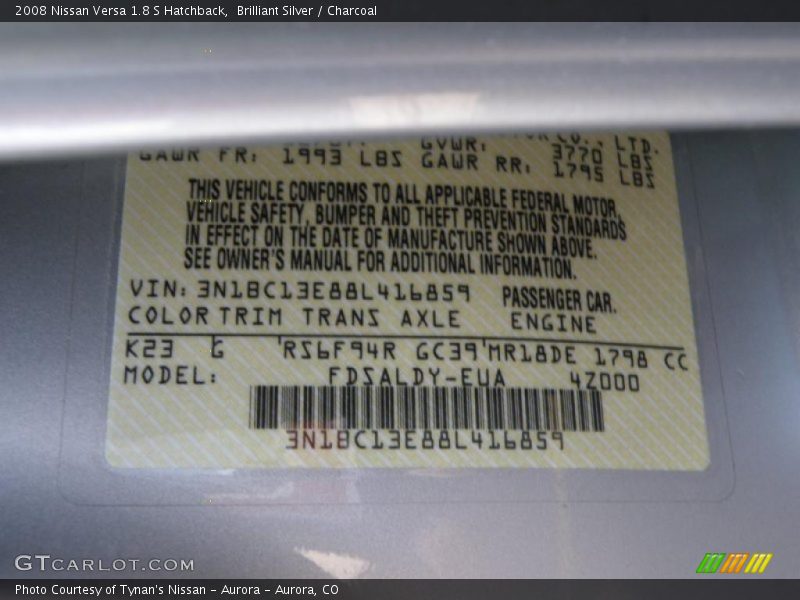 2008 Nissan Versa 1.8 S Hatchback,  Brilliant Silver / Charcoal
CO., LTD.
GVWR: 3770 LBS
GAWR FR: 1993 LBS GAWR RR: 1795 LBS
THIS VEHICLE CONFORMS TO ALL APPLICABLE FEDERAL MOTOR
VEHICLE SAFETY, BUMPER AND THEFT PREVENTION STANDARDS
IN EFFECT ON THE DATE OF MANUFACTURE SHOWN ABOVE.
SEE OWNER'S MANUAL FOR ADDITIONAL INFORMATION.
VIN: 3N1BC13E88L416859 PASSENGER CAR.
COLOR TRIM TRANS AXLE ENGINE
K23 G RS6F94R GC39 MR18DE 1798 CC
MODEL: FDSALDY-EUA 4Z000
3N1BC13E88L416859
GTCARLOT.COM
Photo Courtesy of Tynan's Nissan - Aurora - Aurora, CO